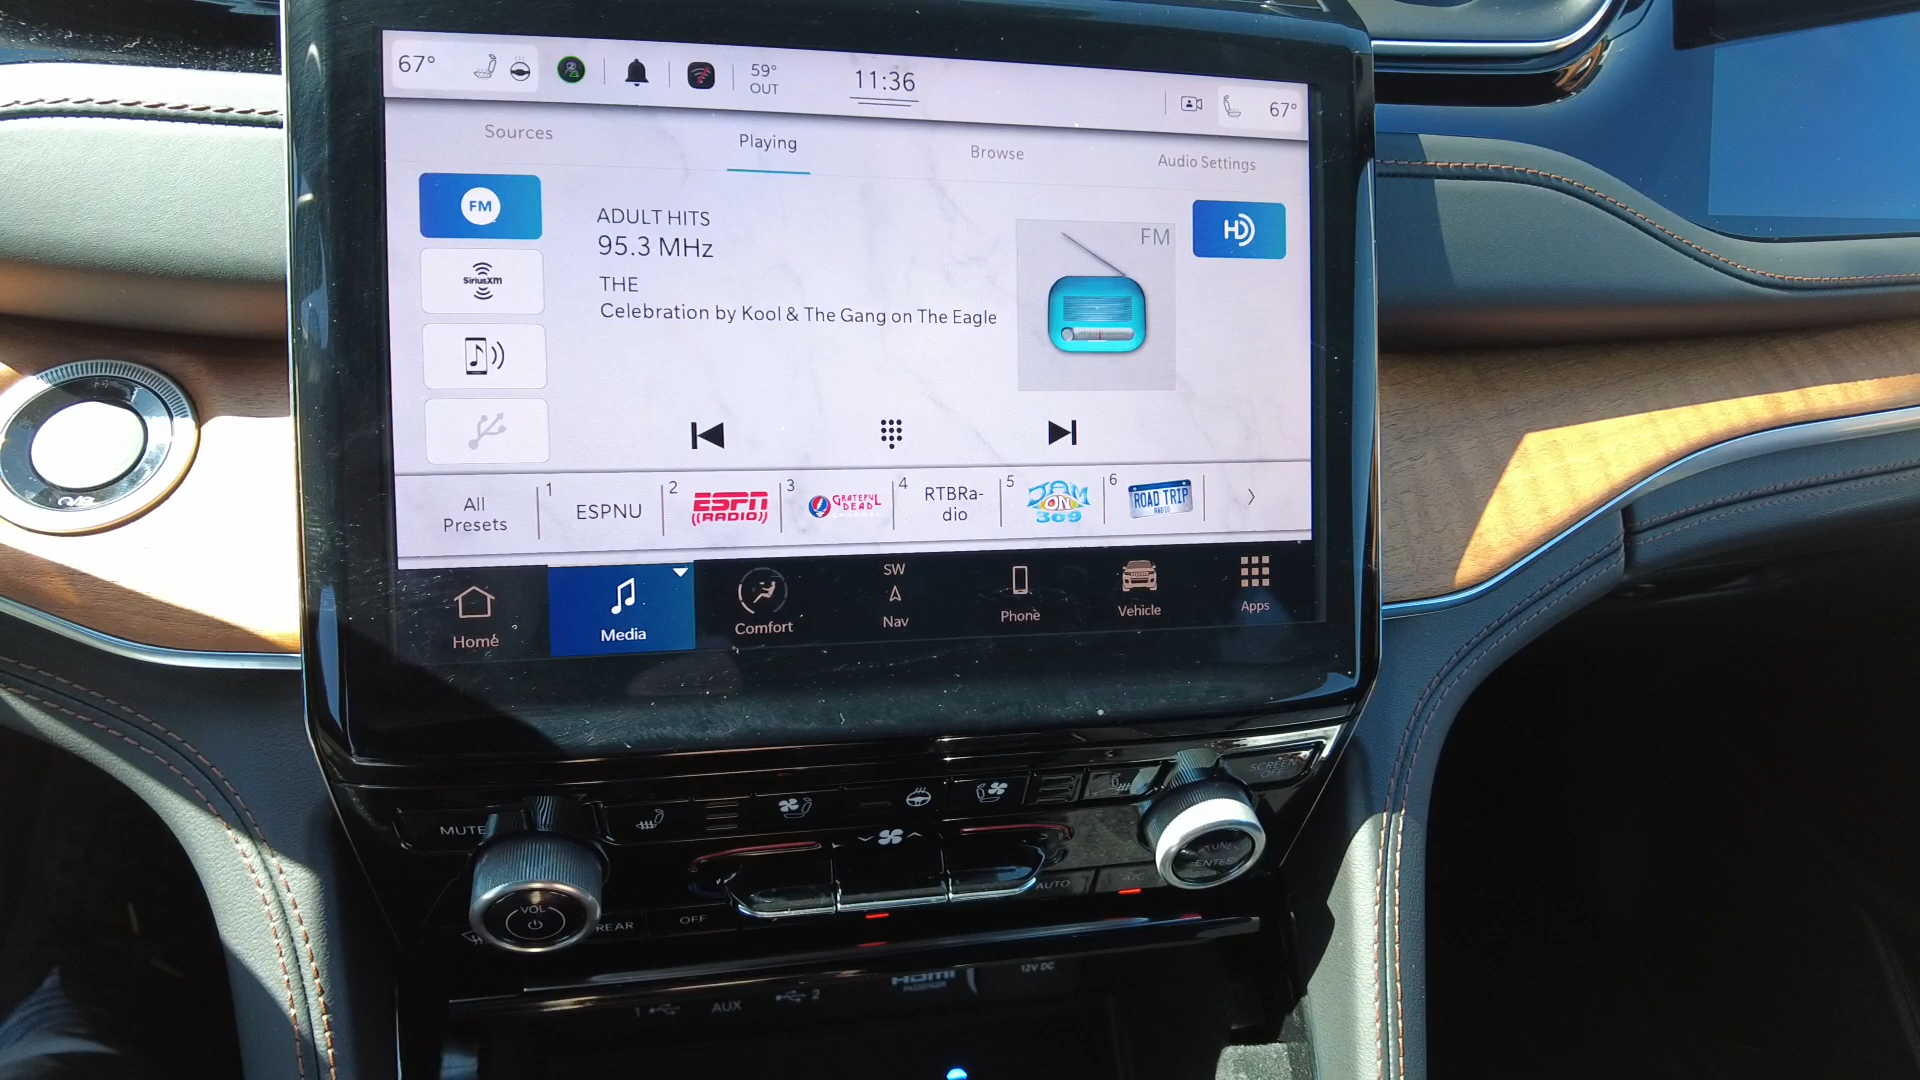 67°
59°
OUT
11:36
67°
Sources
Playing
Browse
Audio Settings
FM
SiriusXM
ADULT HITS
95.3 MHz
THE
Celebration by Kool & The Gang on The Eagle
FM
HD
All
Presets
1
ESPNU
2
ESPN
RADIO
3
GRATEFUL
DEAD
4
RTBRa-
dio
5
JAM
ON
309
6
ROAD TRIP
RADIO
Home
Media
Comfort
SW
Nav
Phone
Vehicle
Apps
MUTE
SCREEN
OFF
VOL
REAR
OFF
AUTO
A/C
TUNE
ENTER
1
AUX
2
HDMI
PASSENGER
12V DC